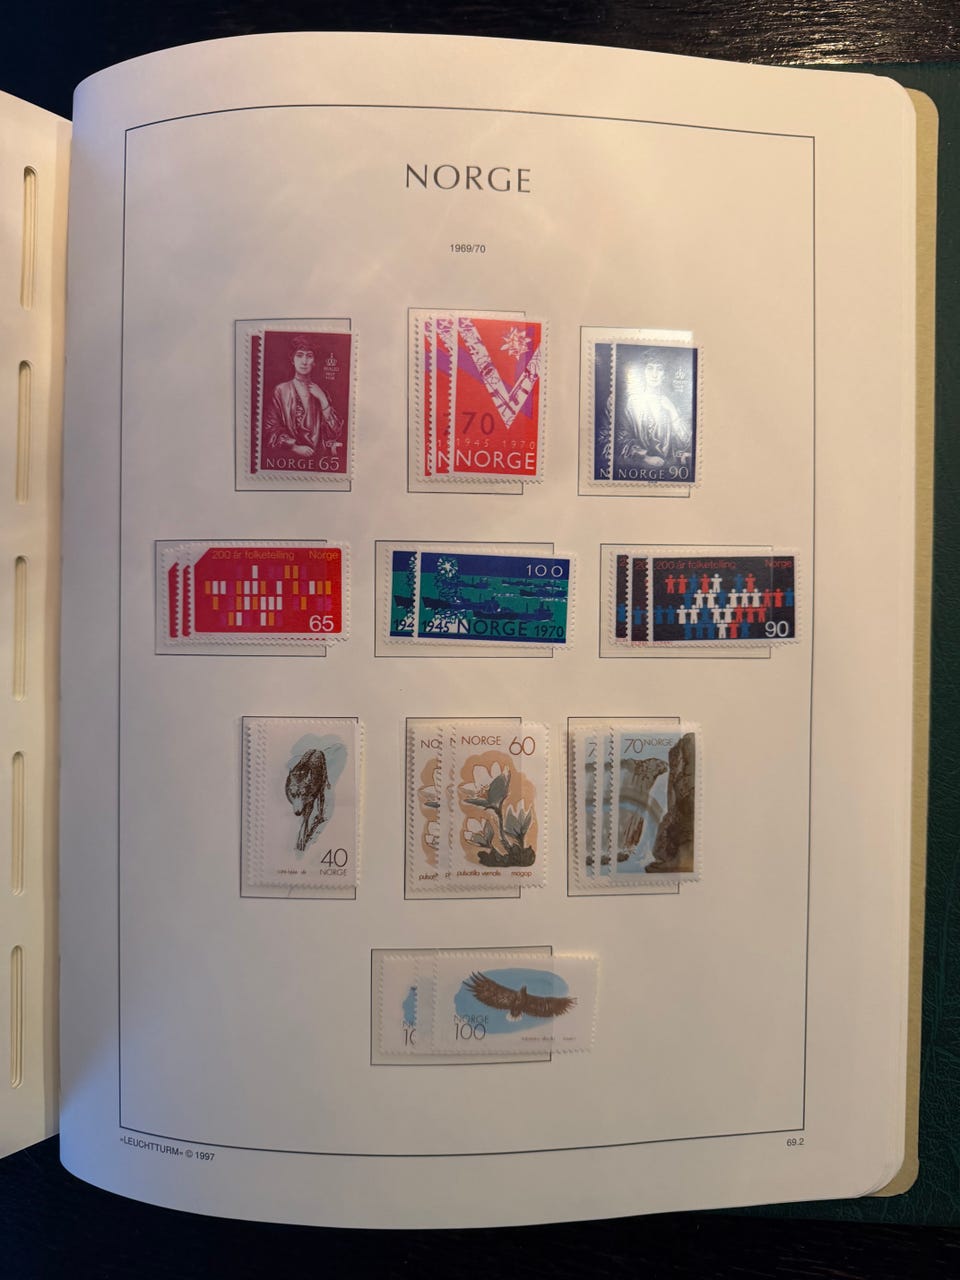 NORGE
1969/70
NORGE 65
70
1945 1970
NORGE
NORGE 90
200 år folketelling Norge
65
100
1945 NORGE 1970
200 år folketelling Norge
90
40
NORGE
NORGE 60
pulsatilla vernalis mogop
70 NORGE
NORGE
100
»LEUCHTTURM« © 1997
69.2